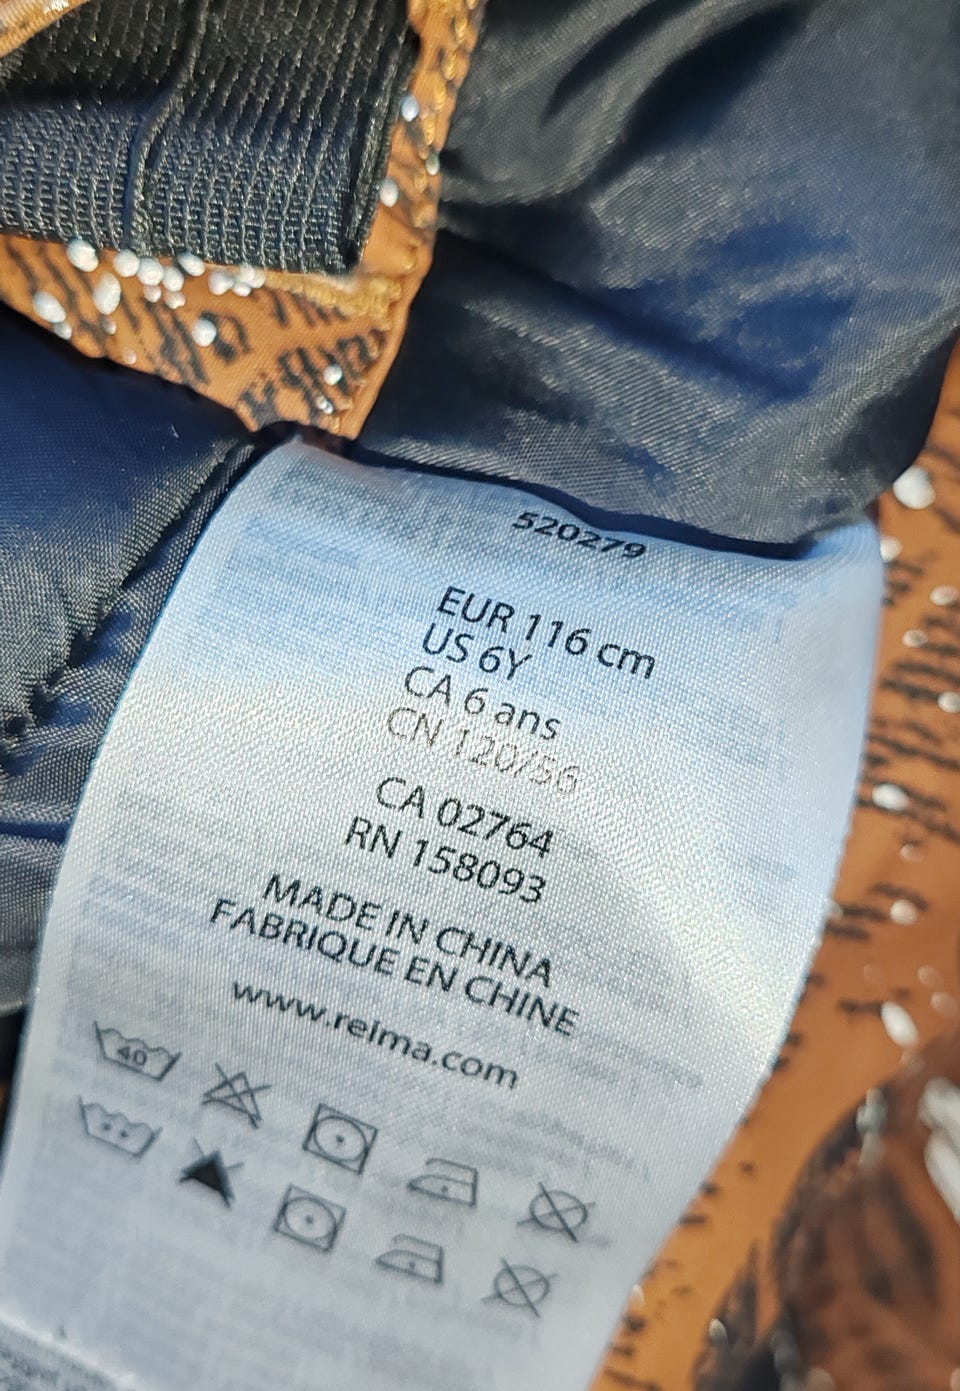 520279
EUR 116 cm
US 6Y
CA 6 ans
CN 120/56
CA 02764
RN 158093
MADE IN CHINA
FABRIQUE EN CHINE
www.reima.com
40